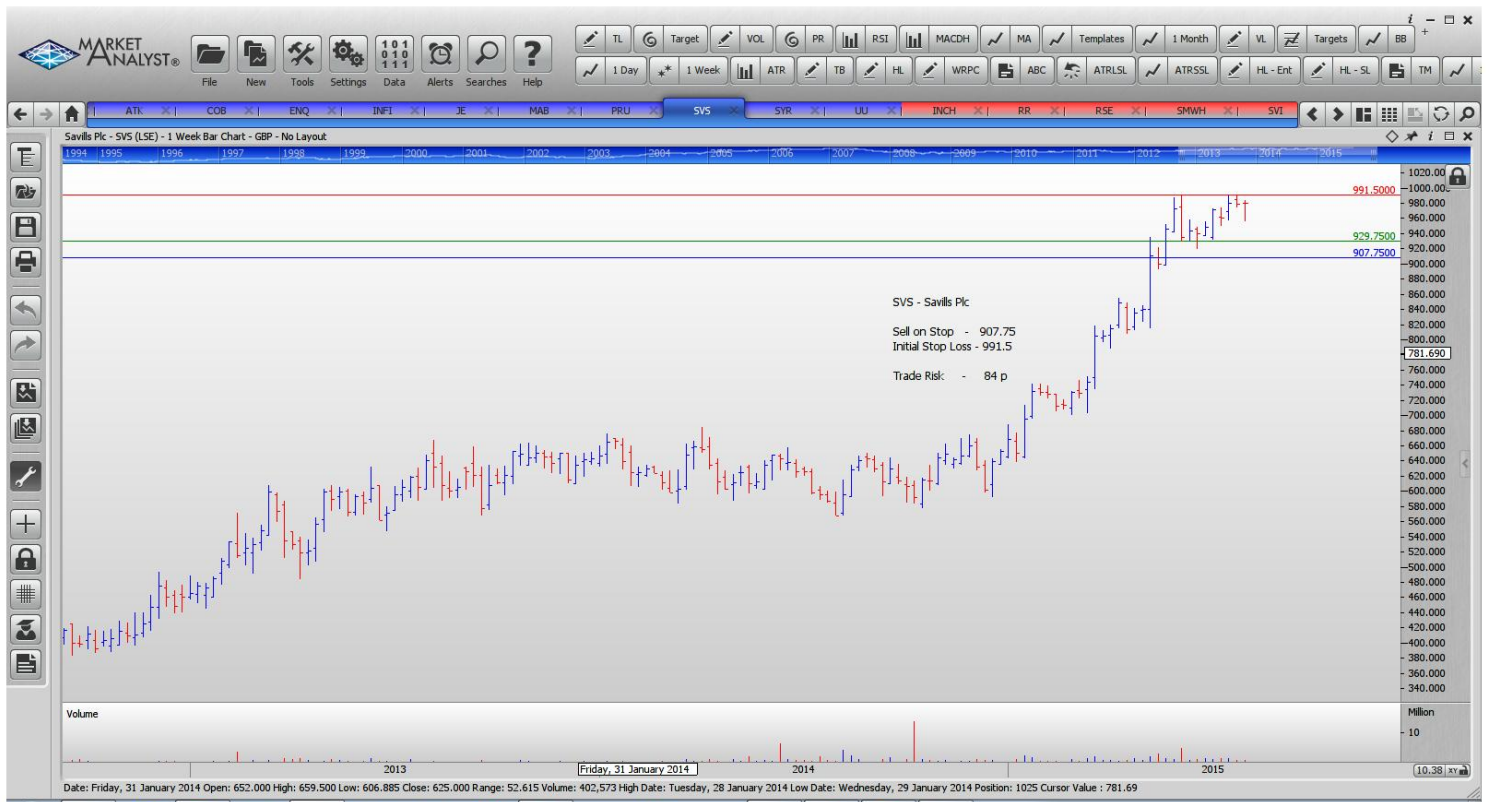 i
MARKET ANALYST®
File New Tools Settings Data Alerts Searches Help
TL Target VOL PR RSI MACDH MA Templates 1 Month VL Targets BB
1 Day 1 Week ATR TB HL WRPC ABC ATRLSL ATRSSL HL - Ent HL - SL TM
ATK COB ENQ INFI JE MAB PRU SVS SYR UU INCH RR RSE SMWH SVI
Savills Plc - SVS (LSE) - 1 Week Bar Chart - GBP - No Layout
1994 1995 1996 1997 1998 1999 2000 2001 2002 2003 2004 2005 2006 2007 2008 2009 2010 2011 2012 2013 2014 2015
1020.00
991.5000
1000.00
980.000
960.000
940.000
929.7500
920.000
907.7500
900.000
880.000
860.000
840.000
820.000
800.000
781.690
760.000
740.000
720.000
700.000
680.000
660.000
640.000
620.000
600.000
580.000
560.000
540.000
520.000
500.000
480.000
460.000
440.000
420.000
400.000
380.000
360.000
340.000
SVS - Savills Plc
Sell on Stop - 907.75
Initial Stop Loss - 991.5
Trade Risk - 84 p
Volume
Million
10
2013 Friday, 31 January 2014 2014 2015
10.38 XY
Date: Friday, 31 January 2014 Open: 652.000 High: 659.500 Low: 606.885 Close: 625.000 Range: 52.615 Volume: 402,573 High Date: Tuesday, 28 January 2014 Low Date: Wednesday, 29 January 2014 Position: 1025 Cursor Value : 781.69